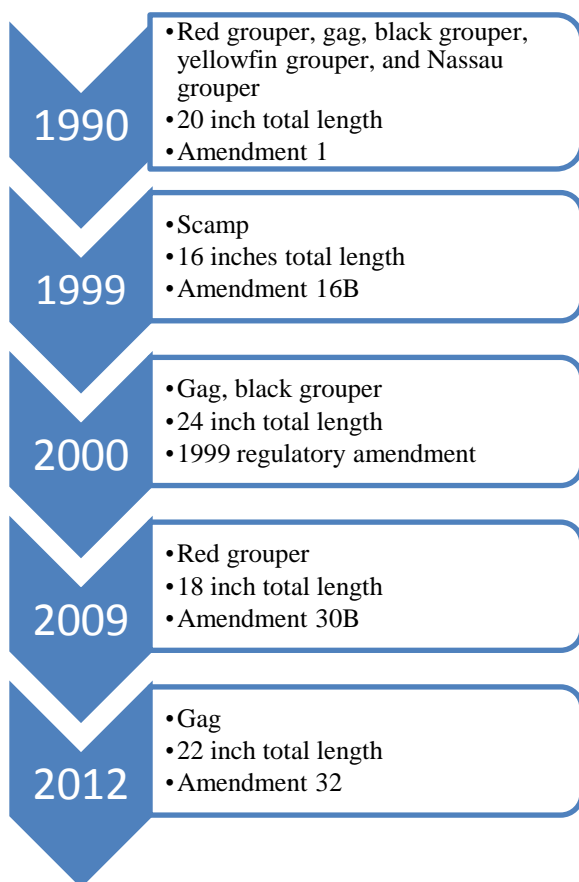 1990
•Red grouper, gag, black grouper,
yellowfin grouper, and Nassau
grouper
•20 inch total length
•Amendment 1
1999
•Scamp
•16 inches total length
•Amendment 16B
2000
•Gag, black grouper
•24 inch total length
•1999 regulatory amendment
2009
•Red grouper
•18 inch total length
•Amendment 30B
2012
•Gag
•22 inch total length
•Amendment 32